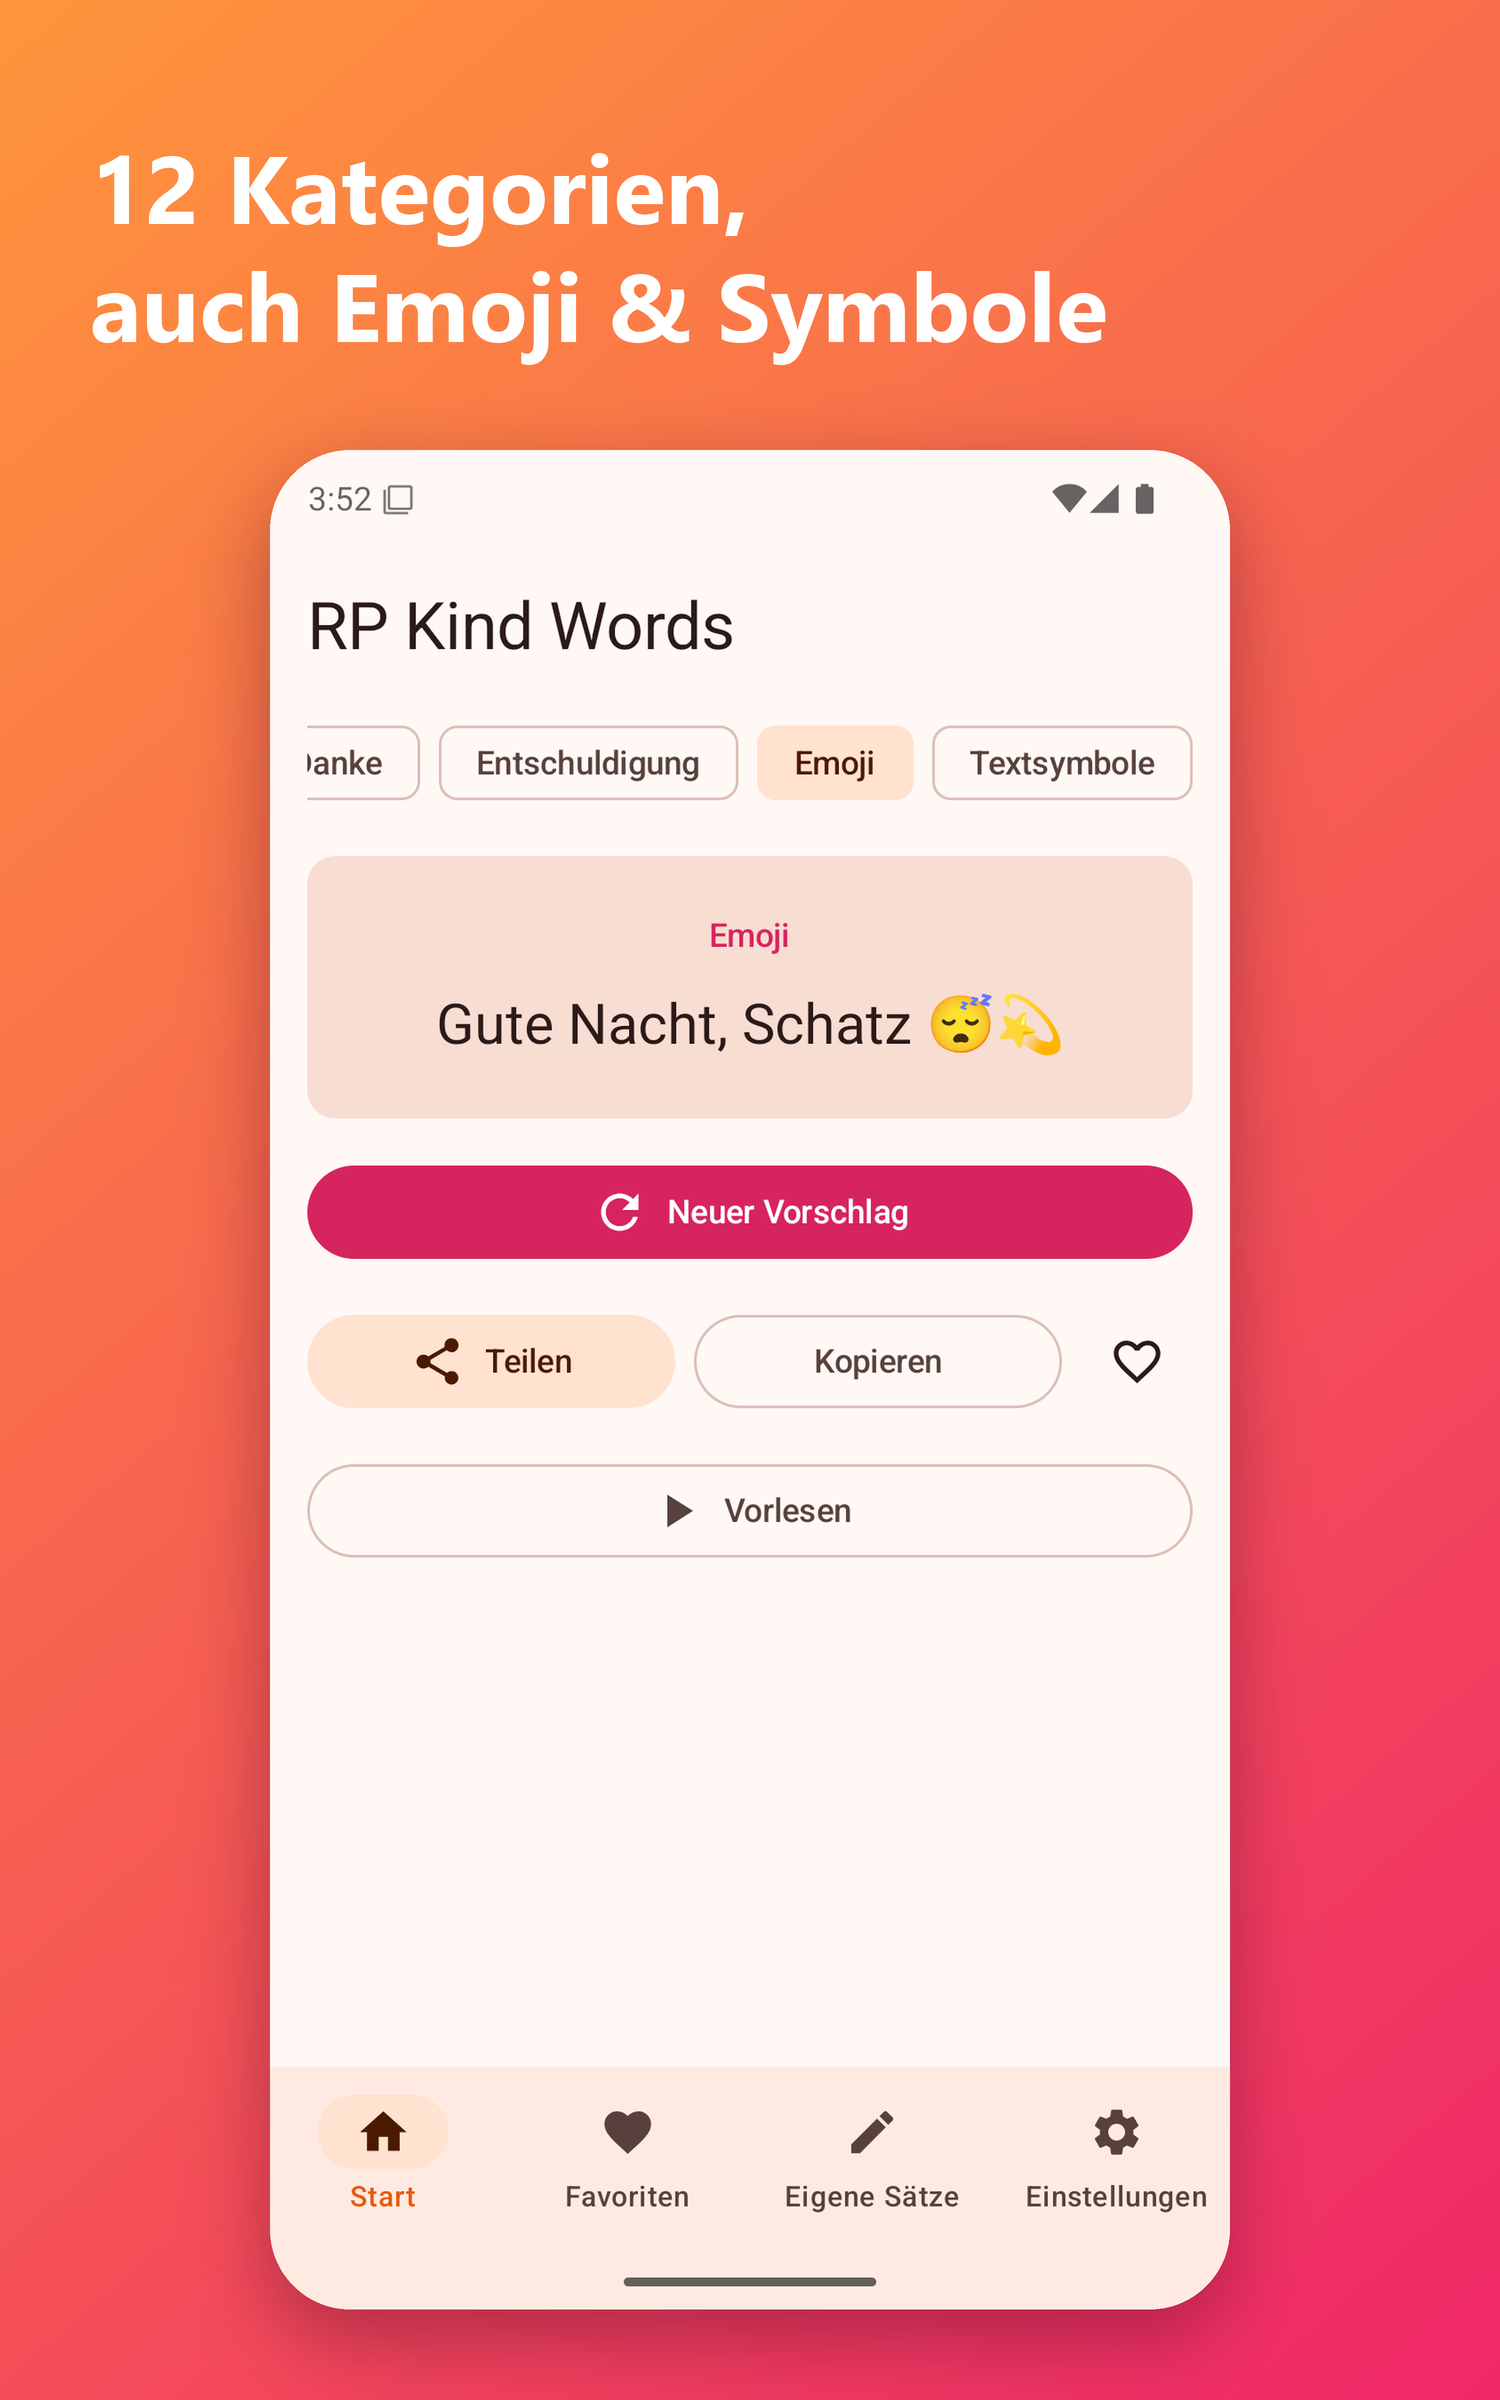 12 Kategorien,
auch Emoji & Symbole
3:52
RP Kind Words
Danke Entschuldigung Emoji Textsymbole
Emoji
Gute Nacht, Schatz 😴💫
Neuer Vorschlag
Teilen Kopieren
Vorlesen
Start Favoriten Eigene Sätze Einstellungen